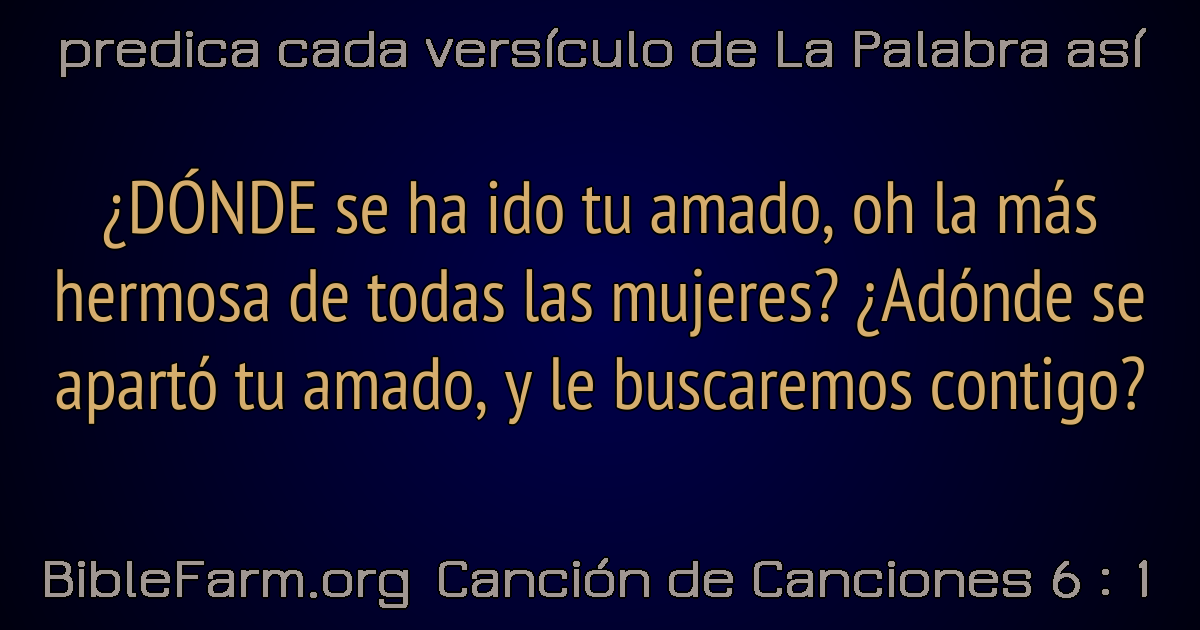 predica cada versículo de La Palabra así
¿DÓNDE se ha ido tu amado, oh la más
hermosa de todas las mujeres? ¿Adónde se
apartó tu amado, y le buscaremos contigo?
BibleFarm.org Canción de Canciones 6 : 1